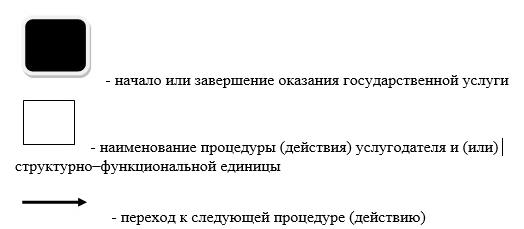 - начало или завершение оказания государственной услуги
- наименование процедуры (действия) услугодателя и (или)|
структурно–функциональной единицы
- переход к следующей процедуре (действию)